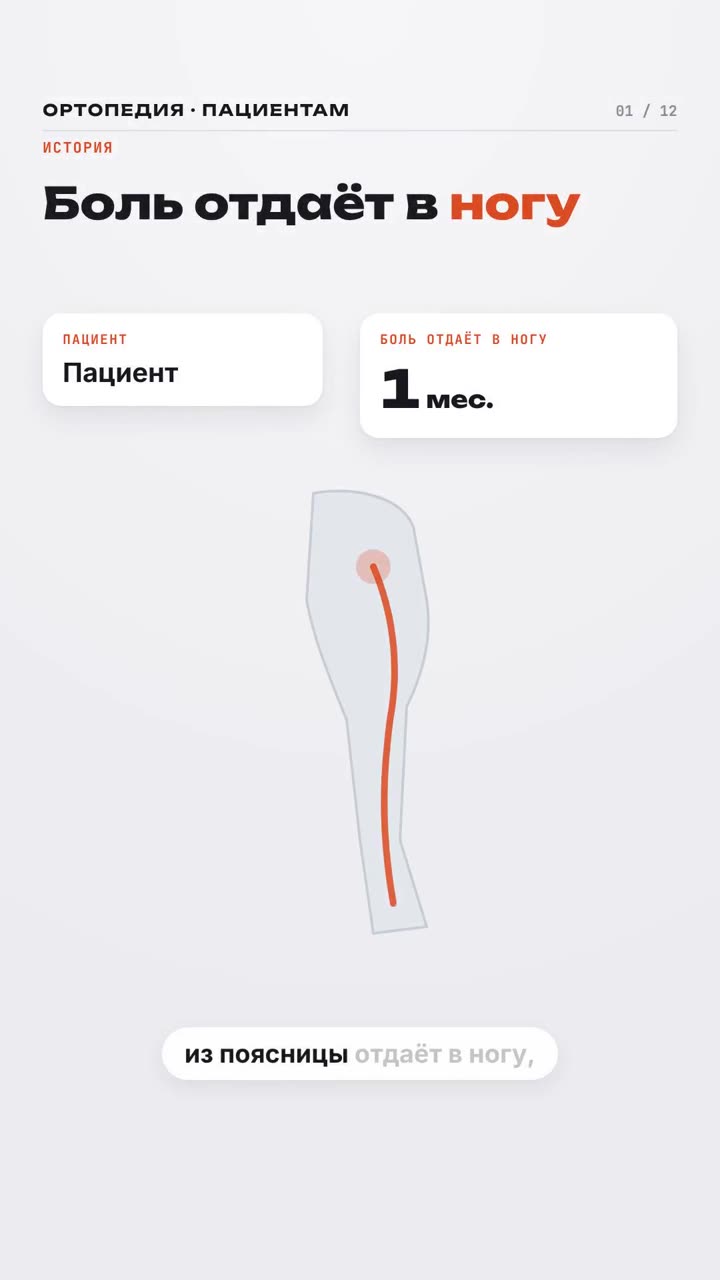 ОРТОПЕДИЯ · ПАЦИЕНТАМ
01 / 12
ИСТОРИЯ
Боль отдаёт в ногу
ПАЦИЕНТ
Пациент
БОЛЬ ОТДАЁТ В НОГУ
1 мес.
из поясницы отдаёт в ногу,